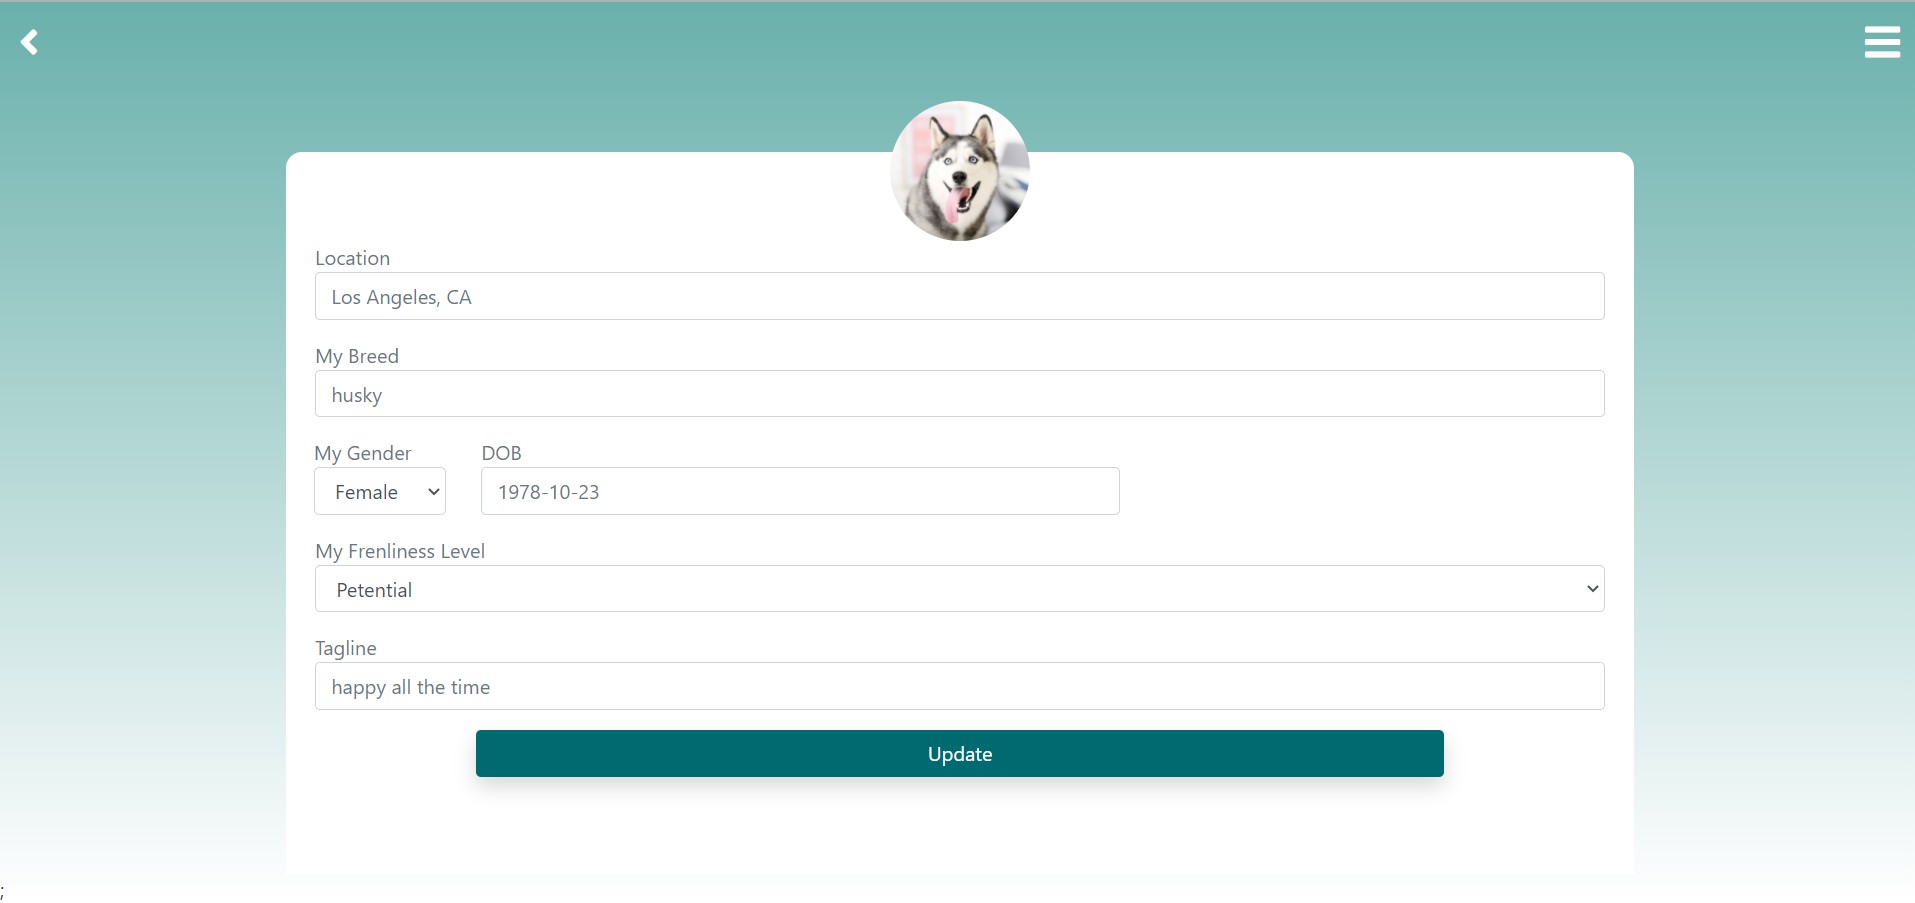 Location
Los Angeles, CA
My Breed
husky
My Gender DOB
Female 1978-10-23
My Frenliness Level
Petential
Tagline
happy all the time
Update
;